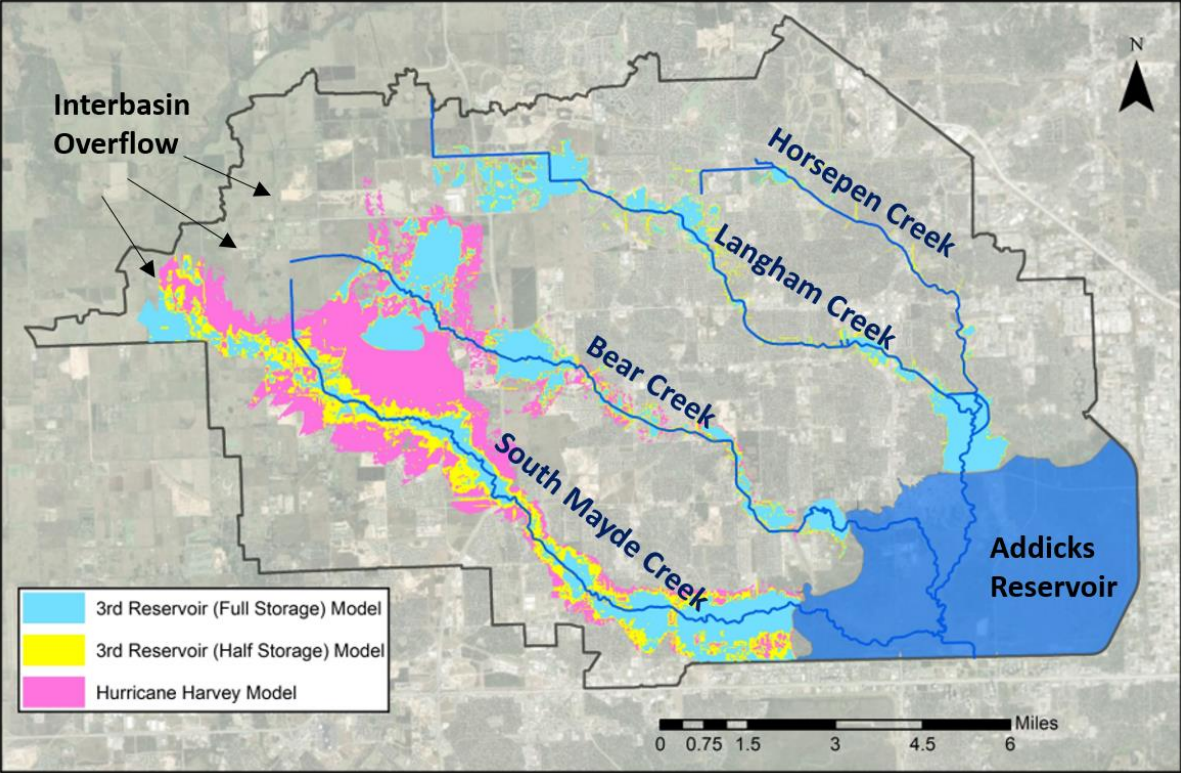 N
Interbasin
Overflow
Horsepen Creek
Langham Creek
Bear Creek
South Mayde Creek
Addicks
Reservoir
3rd Reservoir (Full Storage) Model
3rd Reservoir (Half Storage) Model
Hurricane Harvey Model
Miles
0 0.75 1.5 3 4.5 6